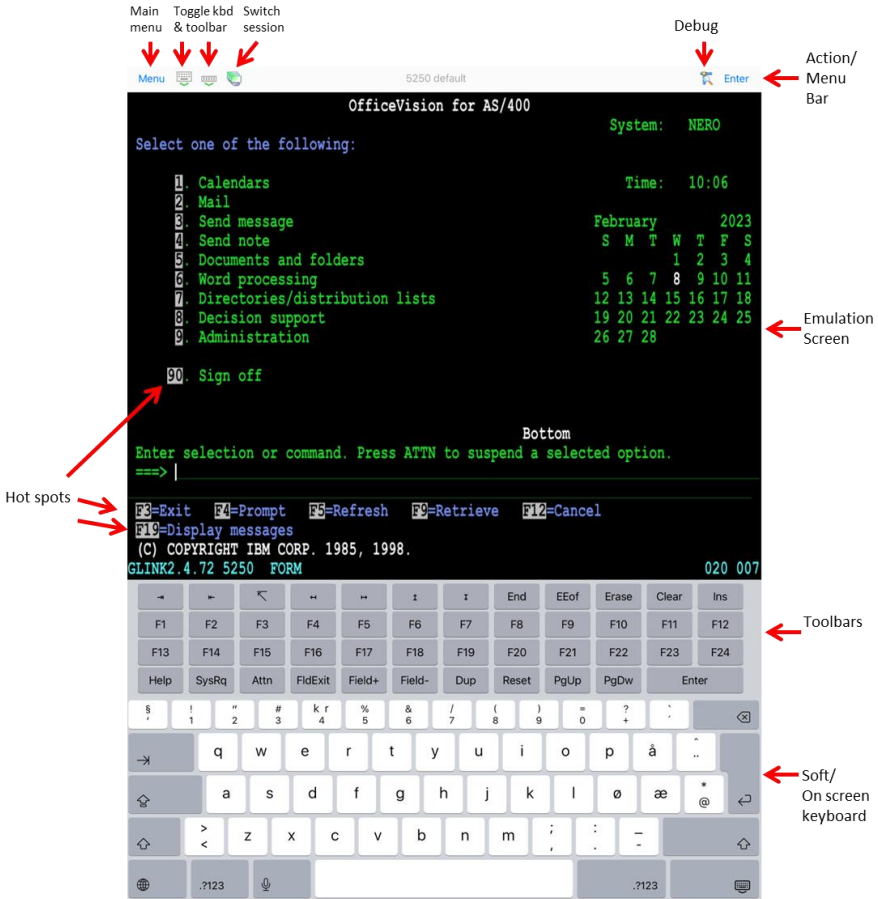 Main menu
Toggle kbd & toolbar
Switch session
Debug
Action/ Menu Bar
Menu 5250 default Enter
OfficeVision for AS/400
System: NERO
Select one of the following:
1. Calendars Time: 10:06
2. Mail
3. Send message February 2023
4. Send note S M T W T F S
5. Documents and folders 1 2 3 4
6. Word processing 5 6 7 8 9 10 11
7. Directories/distribution lists 12 13 14 15 16 17 18
8. Decision support 19 20 21 22 23 24 25
9. Administration 26 27 28
Emulation Screen
90. Sign off
Bottom
Enter selection or command. Press ATTN to suspend a selected option.
===>
Hot spots
F3=Exit F4=Prompt F5=Refresh F9=Retrieve F12=Cancel
F19=Display messages
(C) COPYRIGHT IBM CORP. 1985, 1998.
GLINK2.4.72 5250 FORM 020 007
⇥ ⇤ ↖ ↤ ↦ ↥ ↧ End EEof Erase Clear Ins
F1 F2 F3 F4 F5 F6 F7 F8 F9 F10 F11 F12
Toolbars
F13 F14 F15 F16 F17 F18 F19 F20 F21 F22 F23 F24
Help SysRq Attn FldExit Field+ Field- Dup Reset PgUp PgDw Enter
§ ! " # k r % & / ( ) = ? `
' 1 2 3 4 5 6 7 8 9 0 + ´
q w e r t y u i o p å ^ ¨
a s d f g h j k l ø æ * @
Soft/ On screen keyboard
> < z x c v b n m ; , : . _ -
.?123 .?123